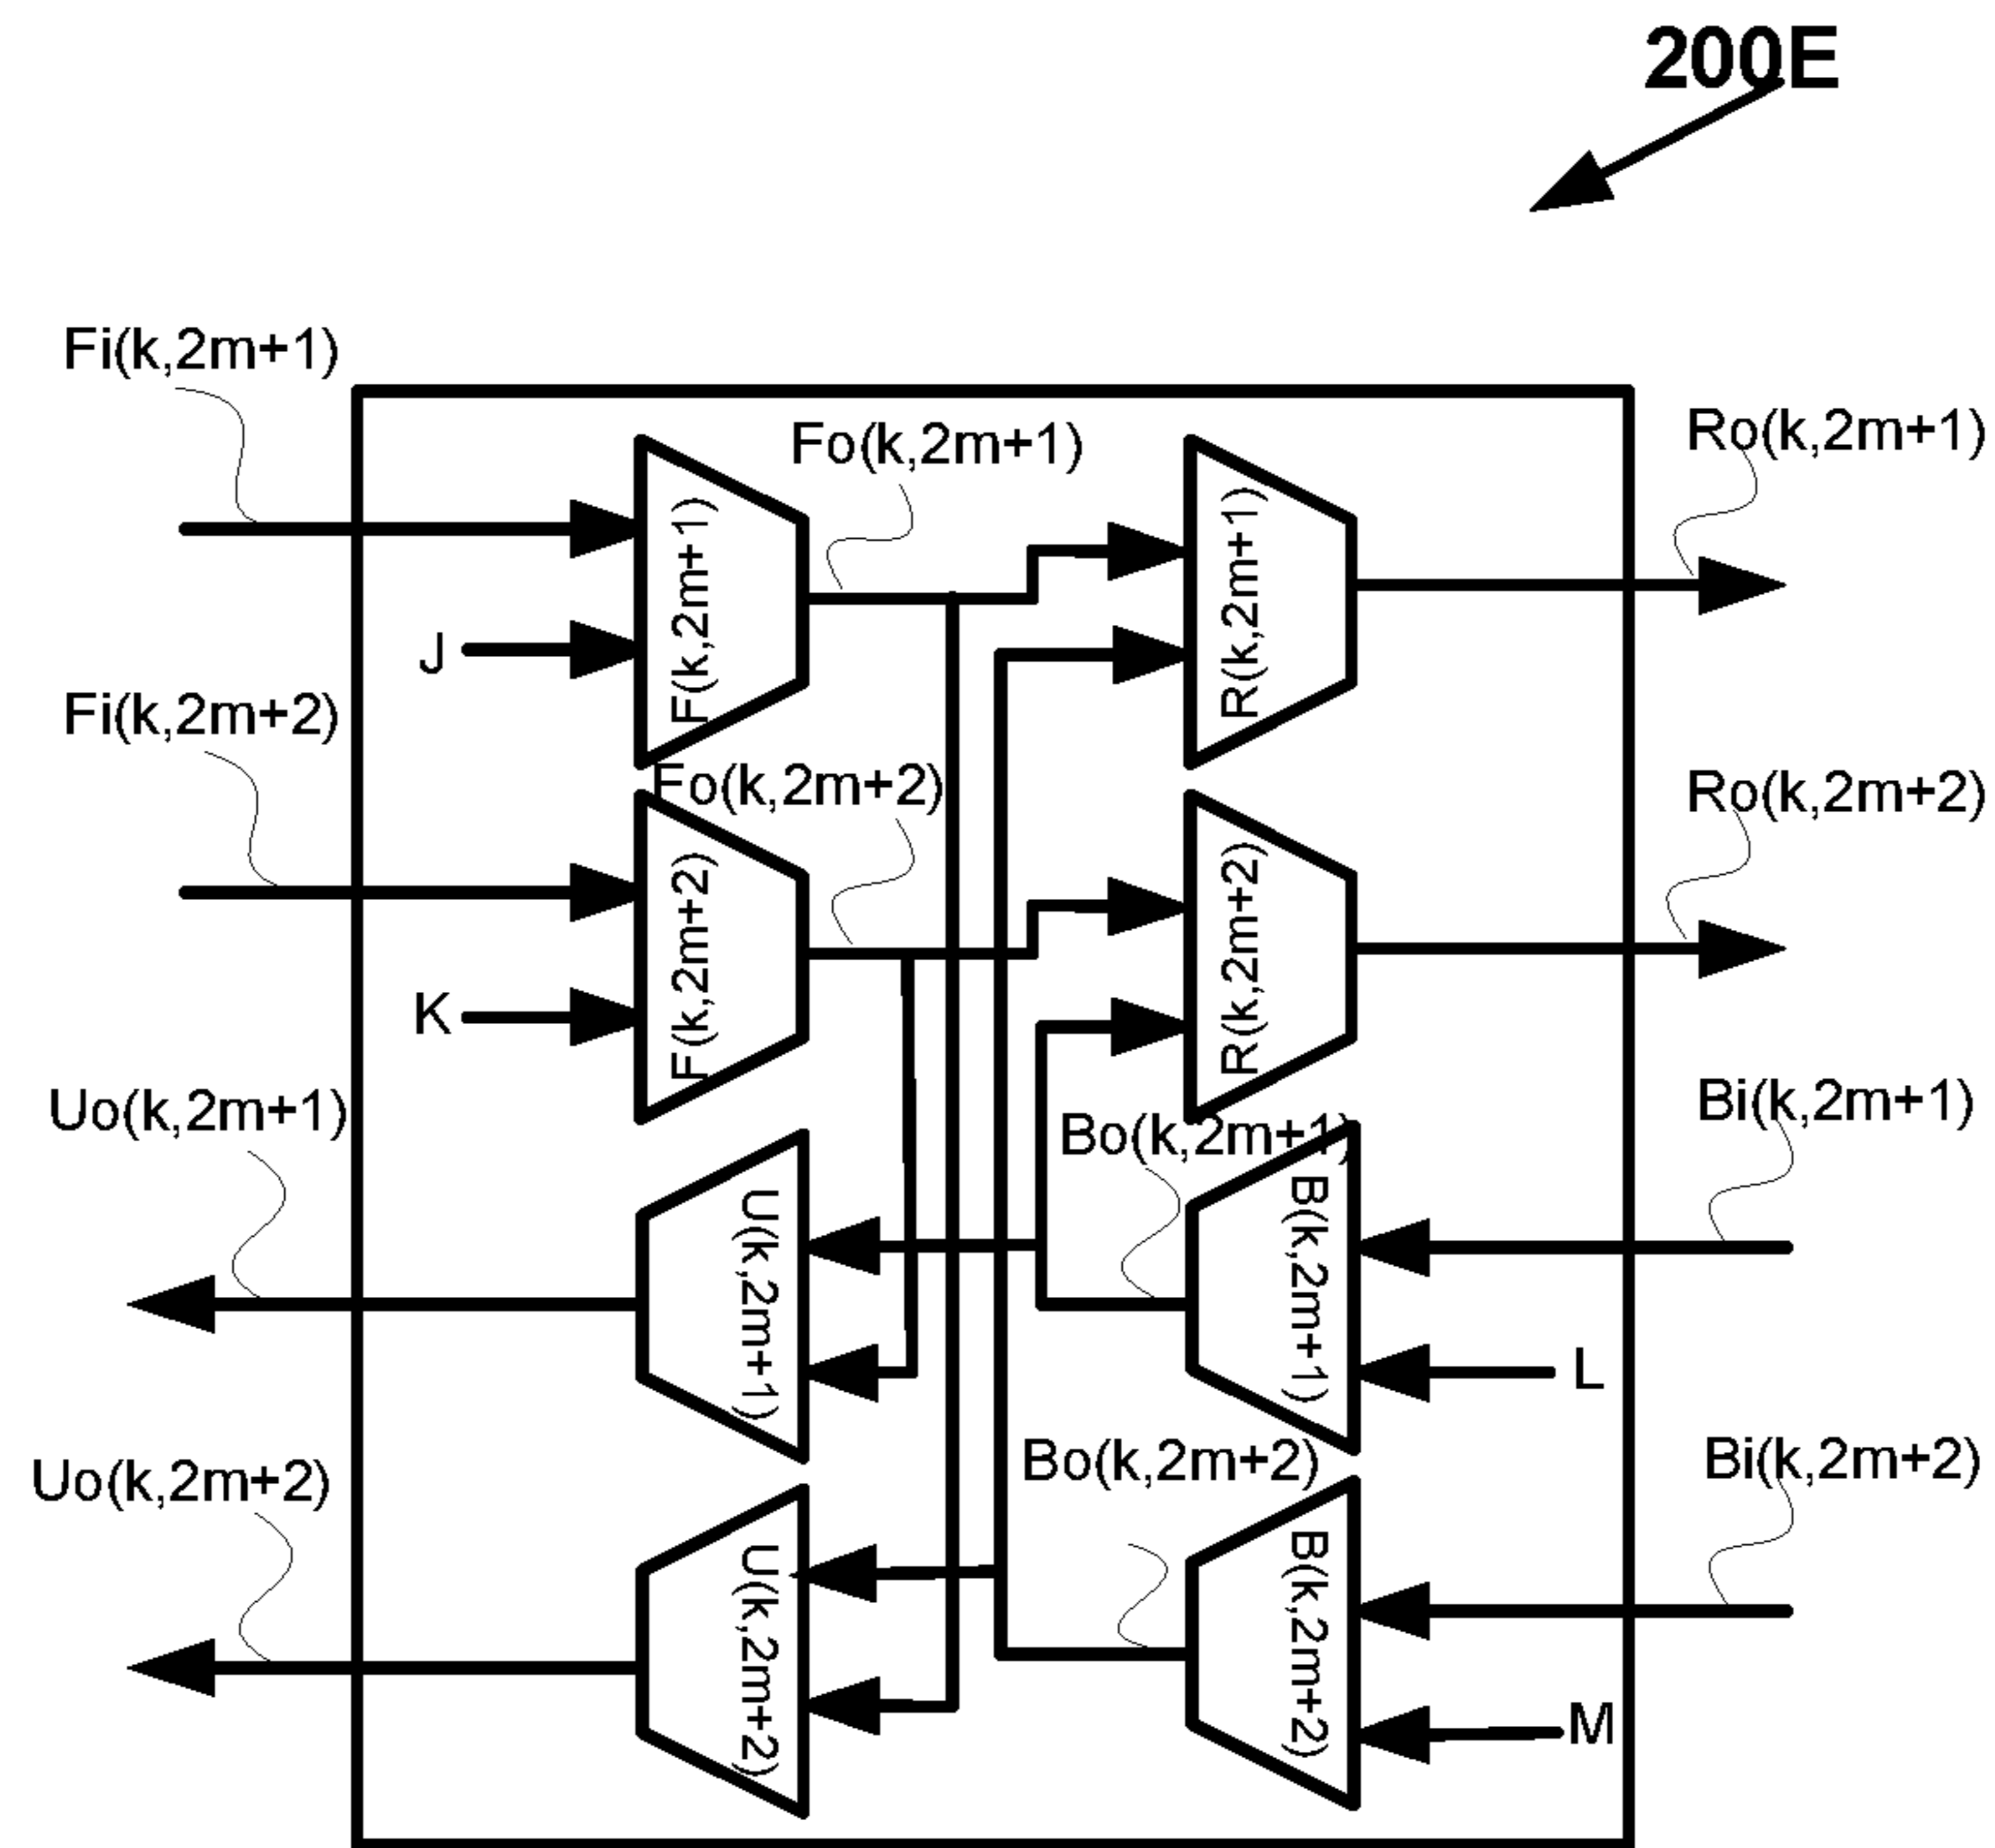 200E
Fi(k,2m+1)
Fo(k,2m+1)
Ro(k,2m+1)
F(k,2m+1)
R(k,2m+1)
J
Fi(k,2m+2)
Fo(k,2m+2)
Ro(k,2m+2)
F(k,2m+2)
R(k,2m+2)
K
Uo(k,2m+1)
Bo(k,2m+1)
Bi(k,2m+1)
U(k,2m+1)
B(k,2m+1)
L
Uo(k,2m+2)
Bo(k,2m+2)
Bi(k,2m+2)
U(k,2m+2)
B(k,2m+2)
M